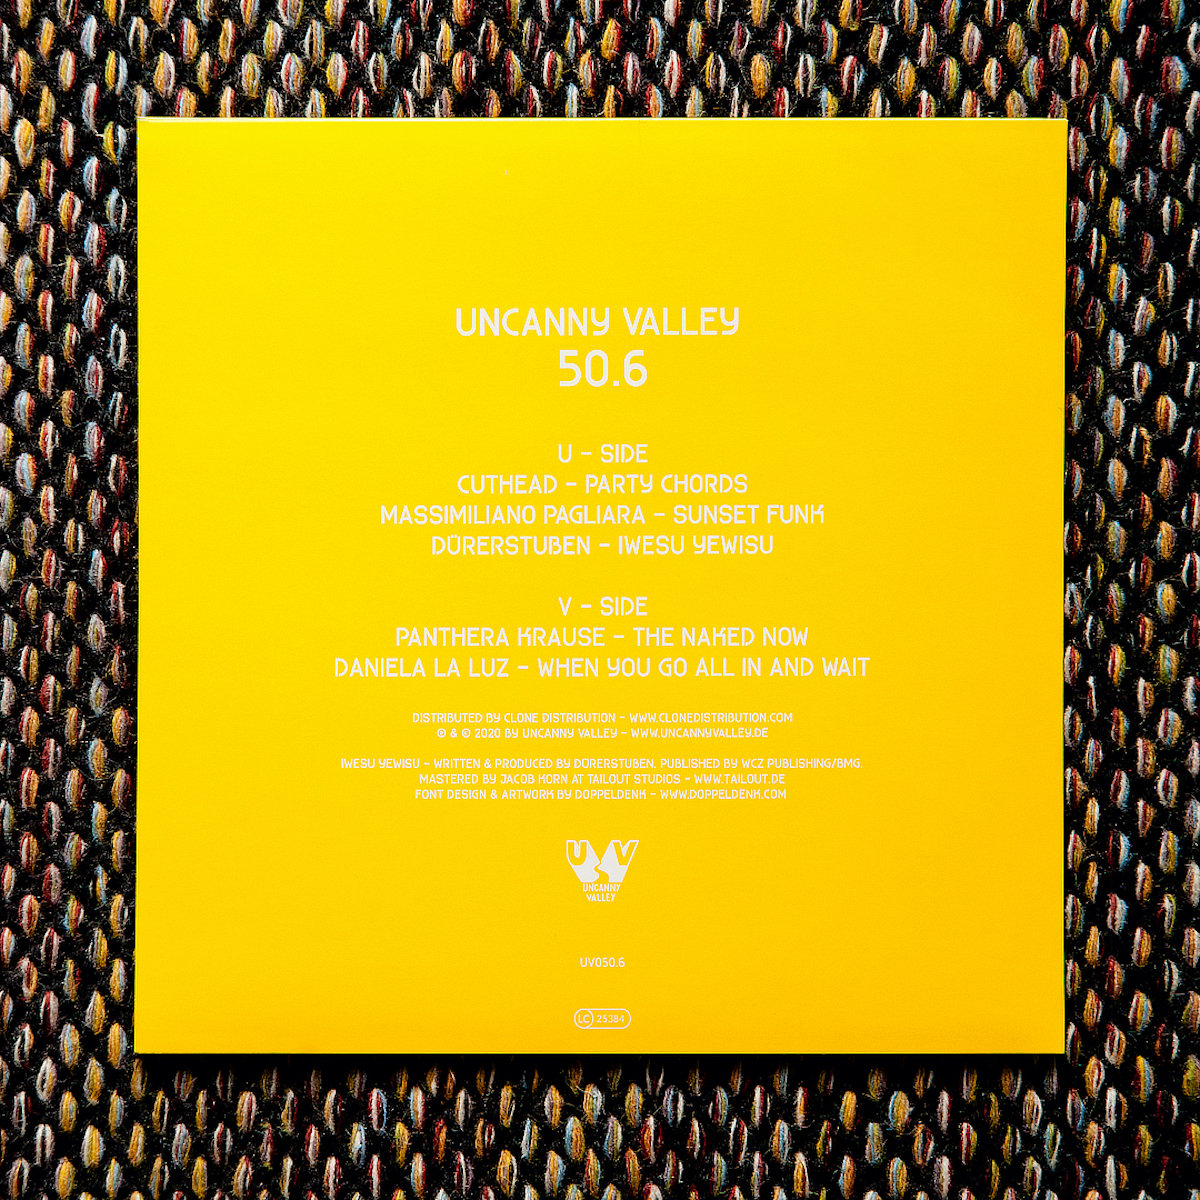 UNCANNY VALLEY
50.6
U – SIDE
CUTHEAD – PARTY CHORDS
MASSIMILIANO PAGLIARA – SUNSET FUNK
DÜRERSTUBEN – IWESU YEWISU
V – SIDE
PANTHERA KRAUSE – THE NAKED NOW
DANIELA LA LUZ – WHEN YOU GO ALL IN AND WAIT
DISTRIBUTED BY CLONE DISTRIBUTION – WWW.CLONEDISTRIBUTION.COM
℗ & © 2020 BY UNCANNY VALLEY – WWW.UNCANNYVALLEY.DE
IWESU YEWISU – WRITTEN & PRODUCED BY DÜRERSTUBEN. PUBLISHED BY WCZ PUBLISHING/BMG.
MASTERED BY JACOB KORN AT TAILOUT STUDIOS – WWW.TAILOUT.DE
FONT DESIGN & ARTWORK BY DOPPELDENK – WWW.DOPPELDENK.COM
UV
UNCANNY
VALLEY
UV050.6
LC 25384